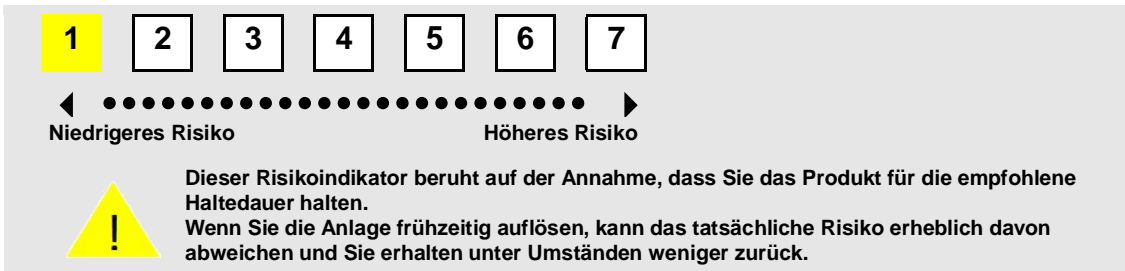 1 2 3 4 5 6 7
Niedrigeres Risiko Höheres Risiko
Dieser Risikoindikator beruht auf der Annahme, dass Sie das Produkt für die empfohlene
Haltedauer halten.
Wenn Sie die Anlage frühzeitig auflösen, kann das tatsächliche Risiko erheblich davon
abweichen und Sie erhalten unter Umständen weniger zurück.
!